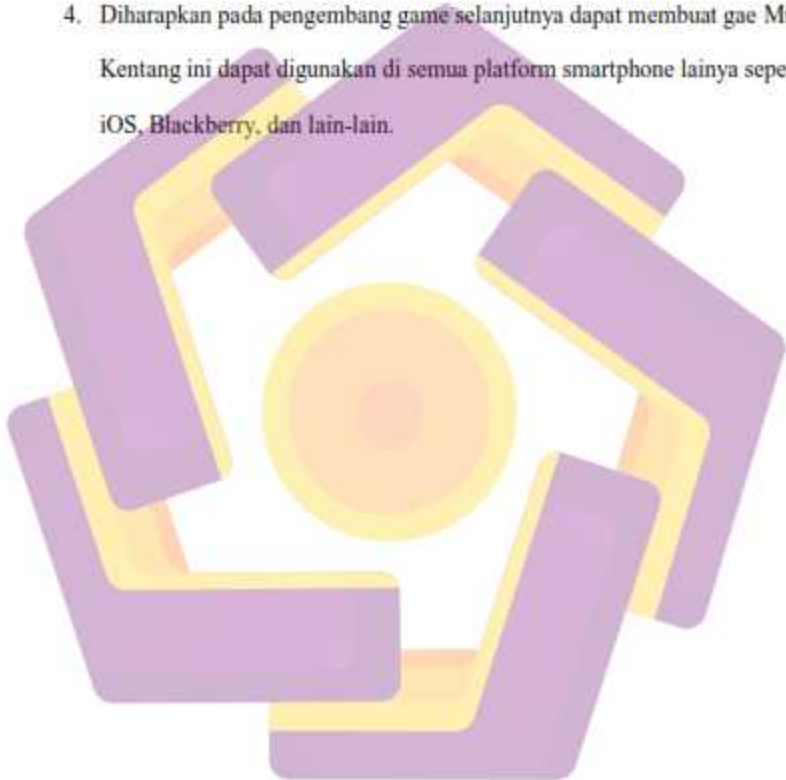 4. Diharapkan pada pengembang game selanjutnya dapat membuat gae
Kentang ini dapat digunakan di semua platform smartphone lainya
iOS, Blackberry, dan lain-lain.